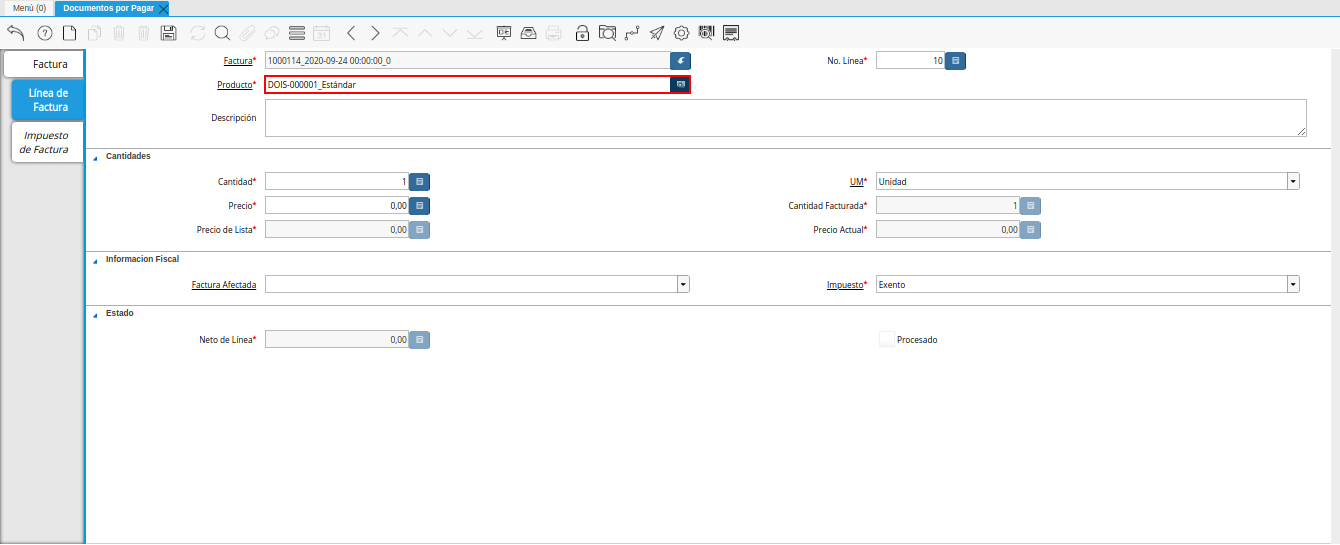 Menú (0) Documentos por Pagar
Factura
Línea de
Factura
Impuesto
de Factura
Factura* 1000114_2020-09-24 00:00:00_0 No. Línea* 10
Producto* DOIS-000001_Estándar
Descripción
Cantidades
Cantidad* 1 UM* Unidad
Precio* 0,00 Cantidad Facturada* 1
Precio de Lista* 0,00 Precio Actual* 0,00
Informacion Fiscal
Factura Afectada Impuesto* Exento
Estado
Neto de Línea* 0,00 Procesado